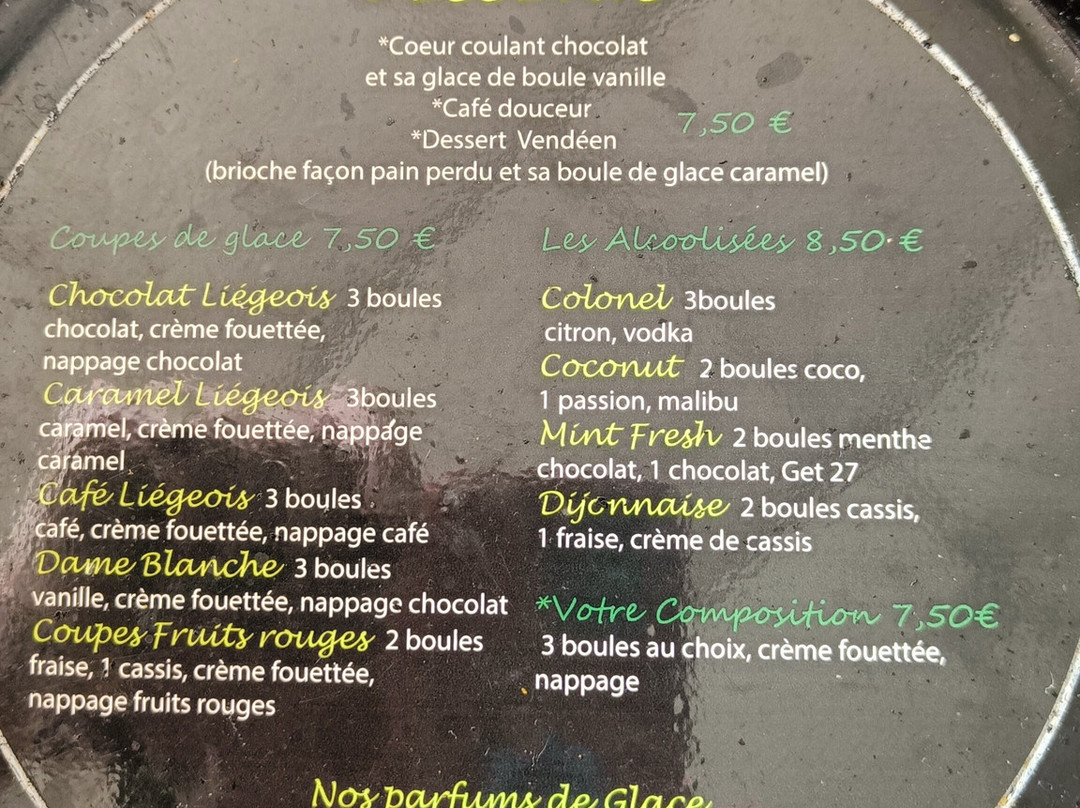 *Coeur coulant chocolat
et sa glace de boule vanille
*Café douceur
7,50 €
*Dessert Vendéen
(brioche façon pain perdu et sa boule de glace caramel)
Coupes de glace 7,50 €
Chocolat Liégeois 3 boules
chocolat, crème fouettée,
nappage chocolat
Caramel Liégeois 3boules
caramel, crème fouettée, nappage
caramel
Café Liégeois 3 boules
café, crème fouettée, nappage café
Dame Blanche 3 boules
vanille, crème fouettée, nappage chocolat
Coupes Fruits rouges 2 boules
fraise, 1 cassis, crème fouettée,
nappage fruits rouges
Les Alcoolisées 8,50 €
Colonel 3boules
citron, vodka
Coconut 2 boules coco,
1 passion, malibu
Mint Fresh 2 boules menthe
chocolat, 1 chocolat, Get 27
Dijonnaise 2 boules cassis,
1 fraise, crème de cassis
*Votre Composition 7,50€
3 boules au choix, crème fouettée,
nappage
Nos parfums de Glace